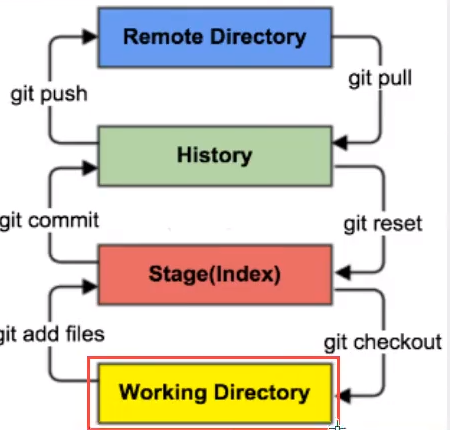 Remote Directory
git push
git pull
History
git commit
git reset
Stage(Index)
git add files
git checkout
Working Directory